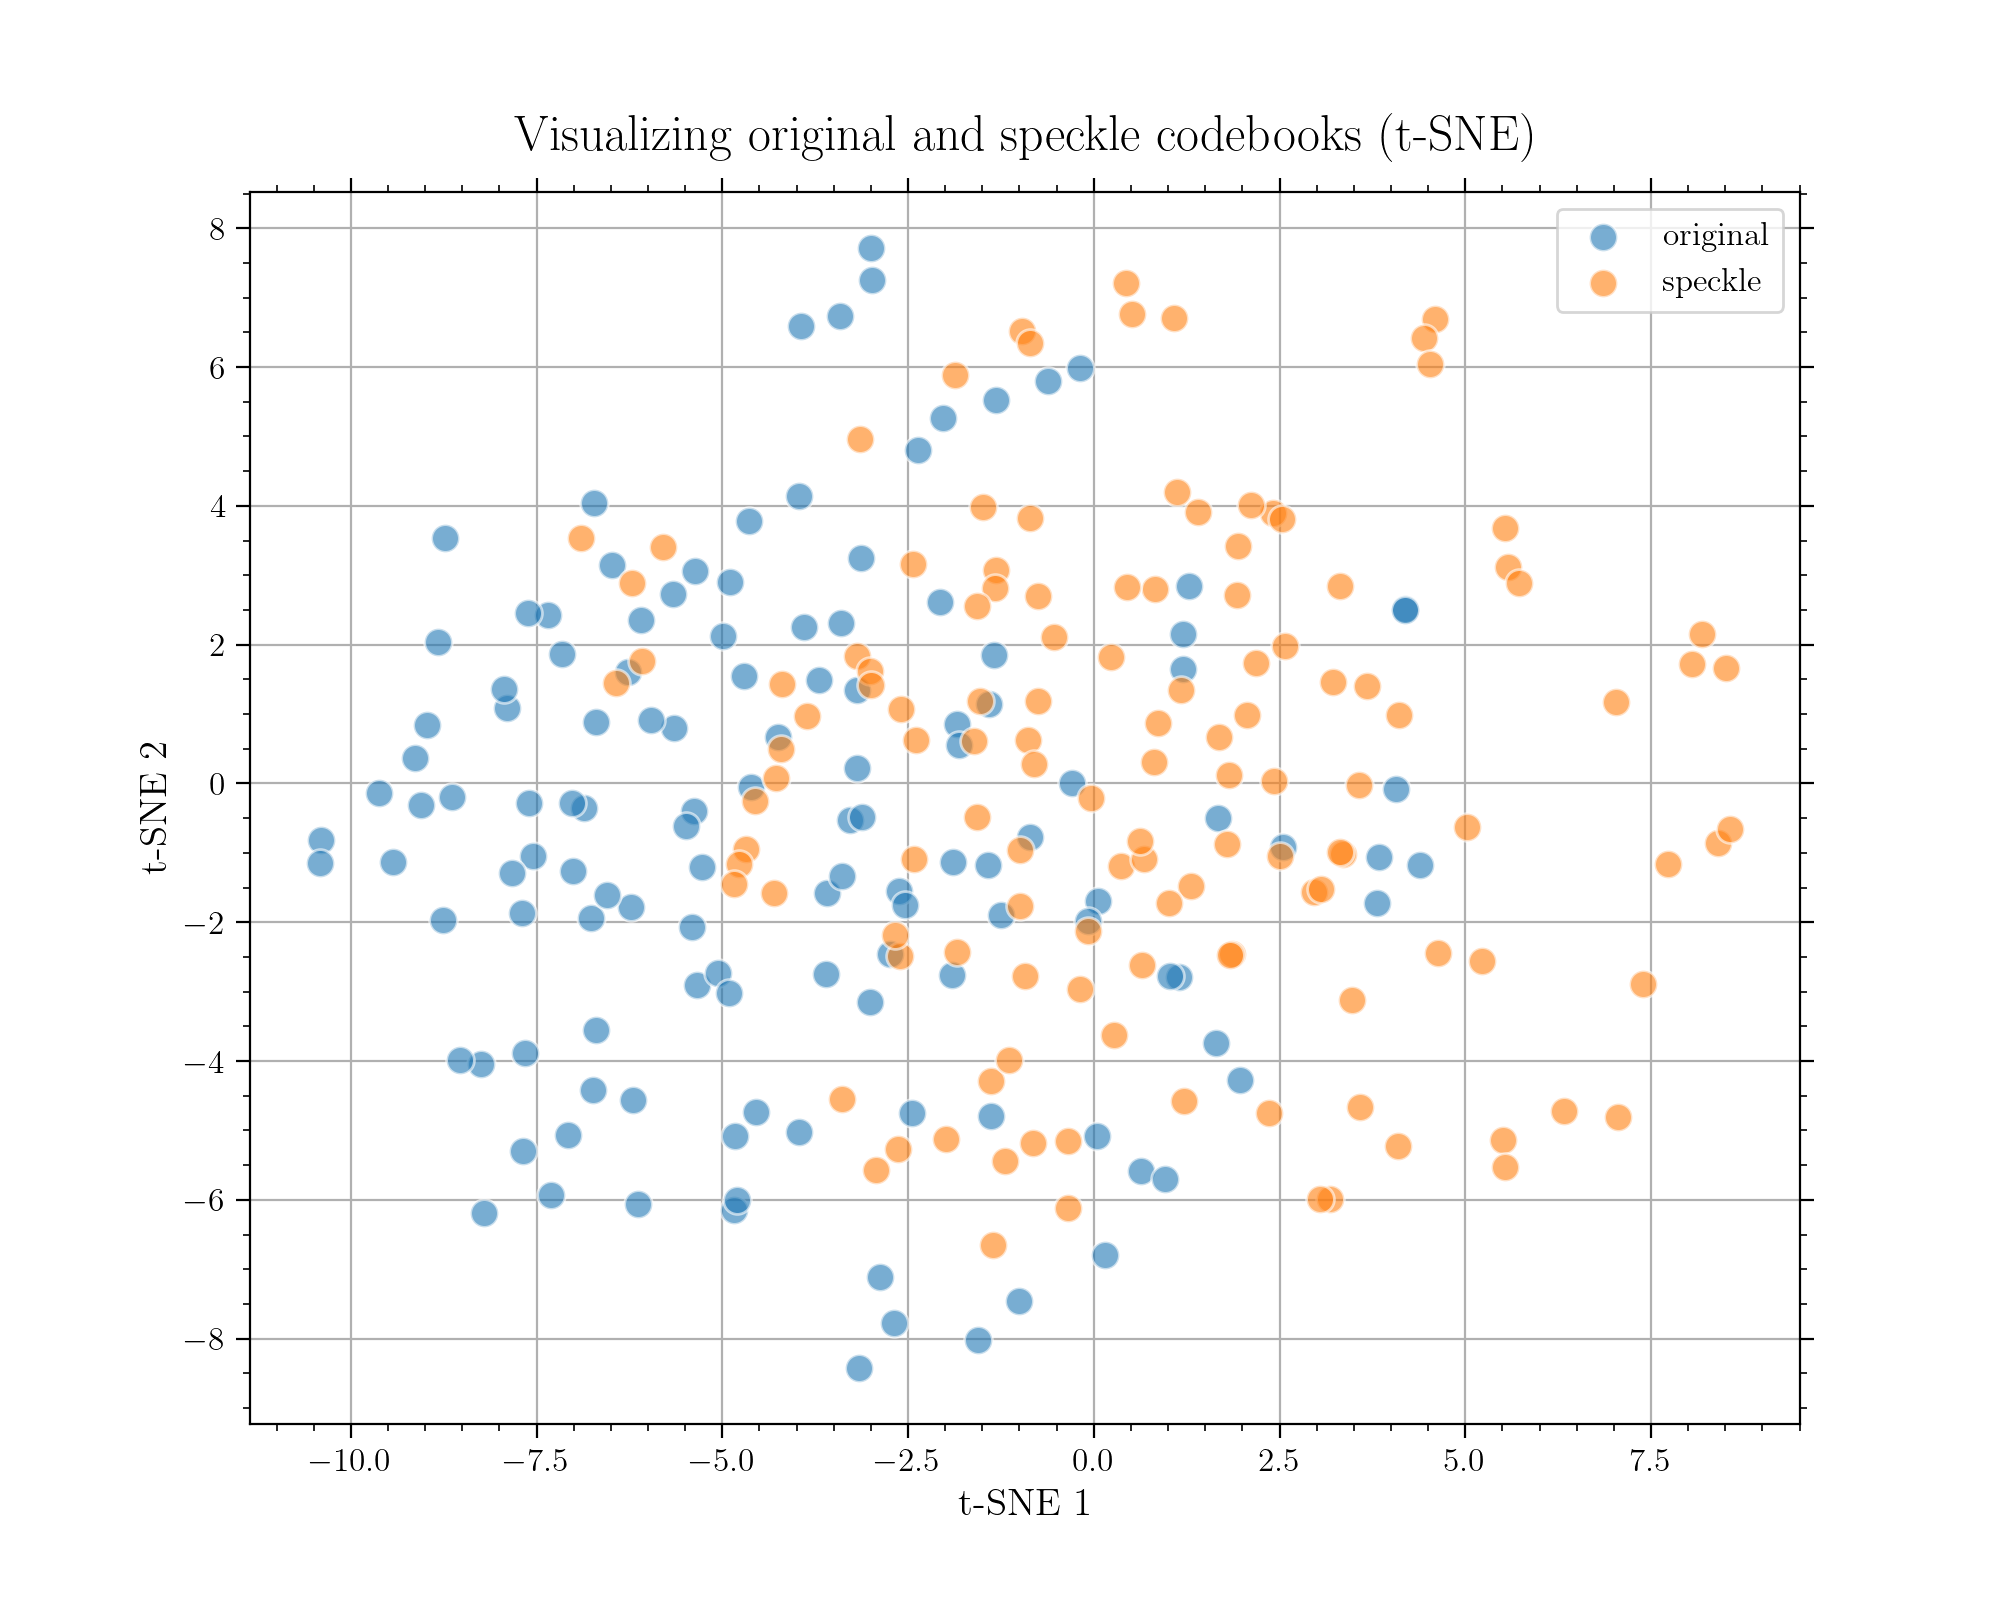 Visualizing original and speckle codebooks (t-SNE)
original
speckle
8
6
4
2
0
−2
−4
−6
−8
t-SNE 2
−10.0 −7.5 −5.0 −2.5 0.0 2.5 5.0 7.5
t-SNE 1